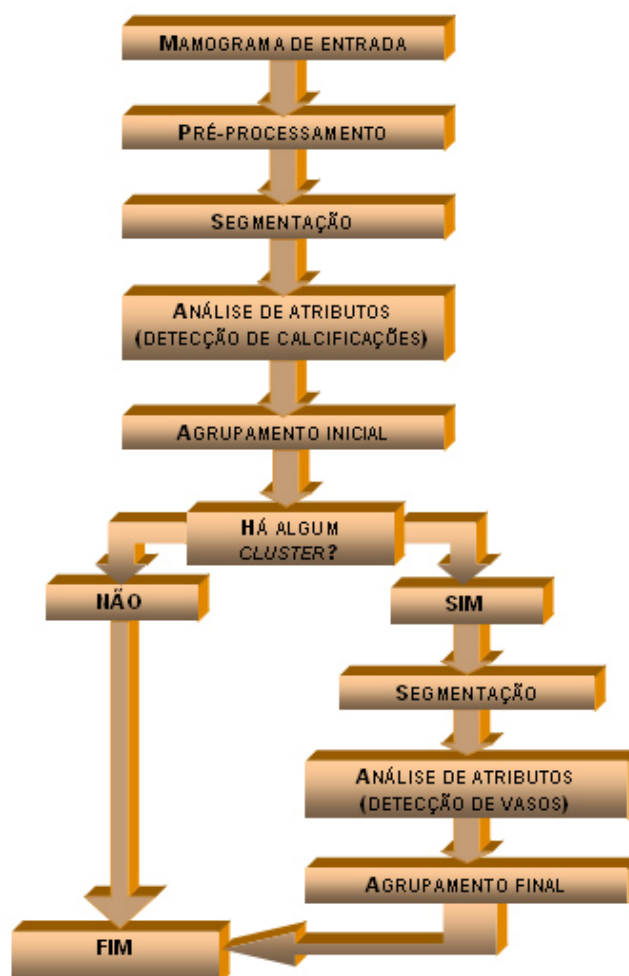 MAMOGRAMA DE ENTRADA
PRÉ-PROCESSAMENTO
SEGMENTAÇÃO
ANÁLISE DE ATRIBUTOS
(DETECÇÃO DE CALCIFICAÇÕES)
AGRUPAMENTO INICIAL
HÁ ALGUM
CLUSTER?
NÃO
SIM
SEGMENTAÇÃO
ANÁLISE DE ATRIBUTOS
(DETECÇÃO DE VASOS)
AGRUPAMENTO FINAL
FIM